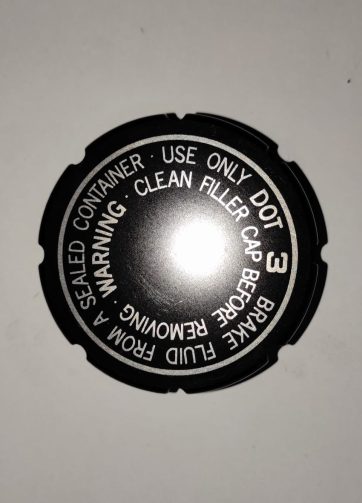 · USE ONLY DOT 3 BRAKE FLUID FROM A SEALED CONTAINER
· WARNING · CLEAN FILLER CAP BEFORE REMOVING